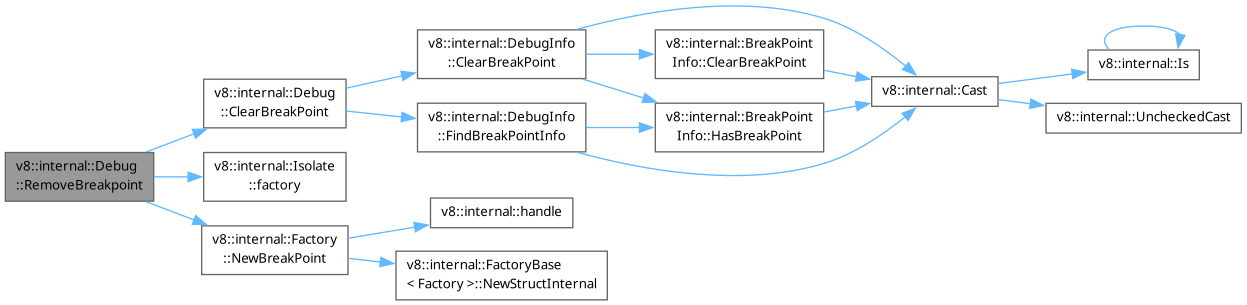 v8::internal::Debug
::RemoveBreakpoint
v8::internal::Debug
::ClearBreakPoint
v8::internal::DebugInfo
::ClearBreakPoint
v8::internal::BreakPoint
Info::ClearBreakPoint
v8::internal::Cast
v8::internal::Is
v8::internal::UncheckedCast
v8::internal::BreakPoint
Info::HasBreakPoint
v8::internal::DebugInfo
::FindBreakPointInfo
v8::internal::Isolate
::factory
v8::internal::Factory
::NewBreakPoint
v8::internal::handle
v8::internal::FactoryBase
< Factory >::NewStructInternal